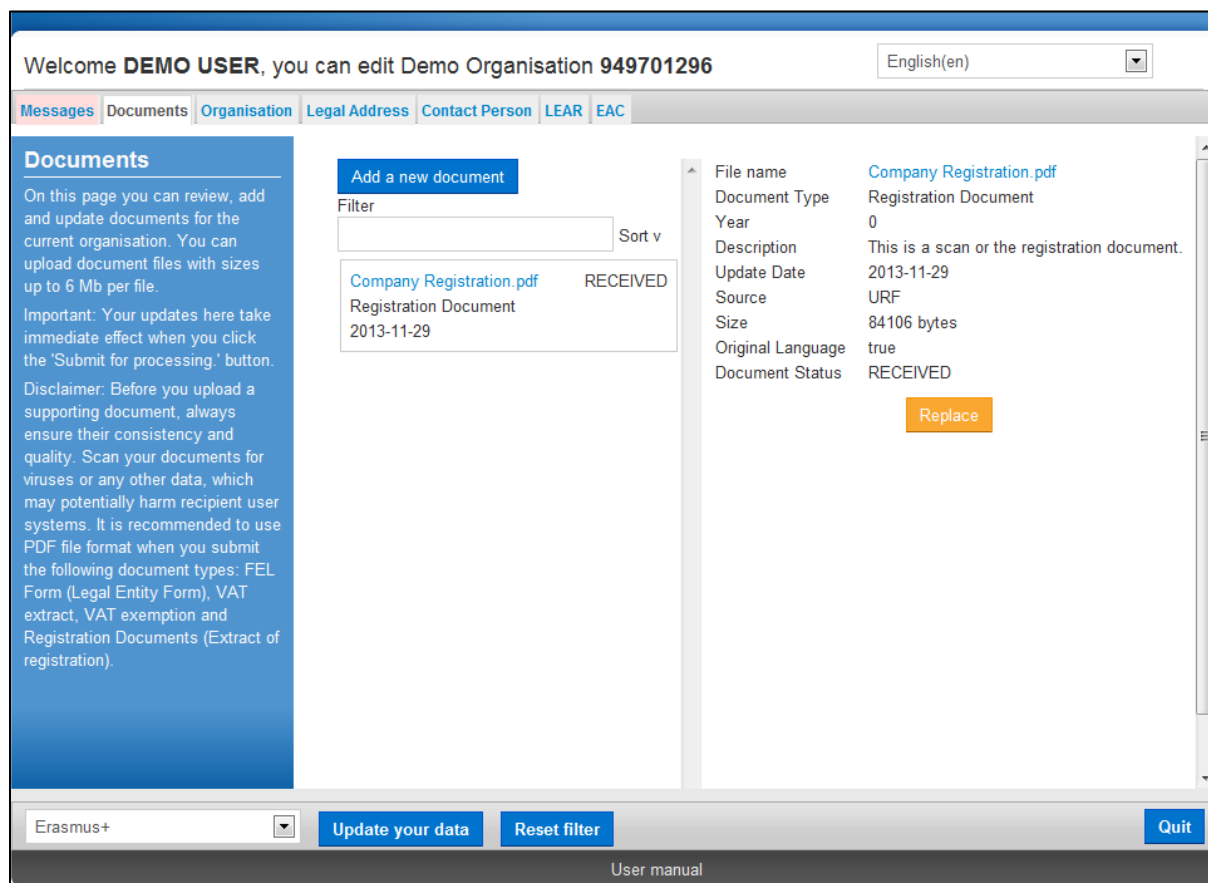 Welcome DEMO USER, you can edit Demo Organisation 949701296
English(en)
Messages Documents Organisation Legal Address Contact Person LEAR EAC
Documents
On this page you can review, add
and update documents for the
current organisation. You can
upload document files with sizes
up to 6 Mb per file.
Important: Your updates here take
immediate effect when you click
the 'Submit for processing.' button.
Disclaimer: Before you upload a
supporting document, always
ensure their consistency and
quality. Scan your documents for
viruses or any other data, which
may potentially harm recipient user
systems. It is recommended to use
PDF file format when you submit
the following document types: FEL
Form (Legal Entity Form), VAT
extract, VAT exemption and
Registration Documents (Extract of
registration).
Add a new document
Filter
Sort v
Company Registration.pdf RECEIVED
Registration Document
2013-11-29
File name Company Registration.pdf
Document Type Registration Document
Year 0
Description This is a scan or the registration document.
Update Date 2013-11-29
Source URF
Size 84106 bytes
Original Language true
Document Status RECEIVED
Replace
Erasmus+
Update your data
Reset filter
Quit
User manual